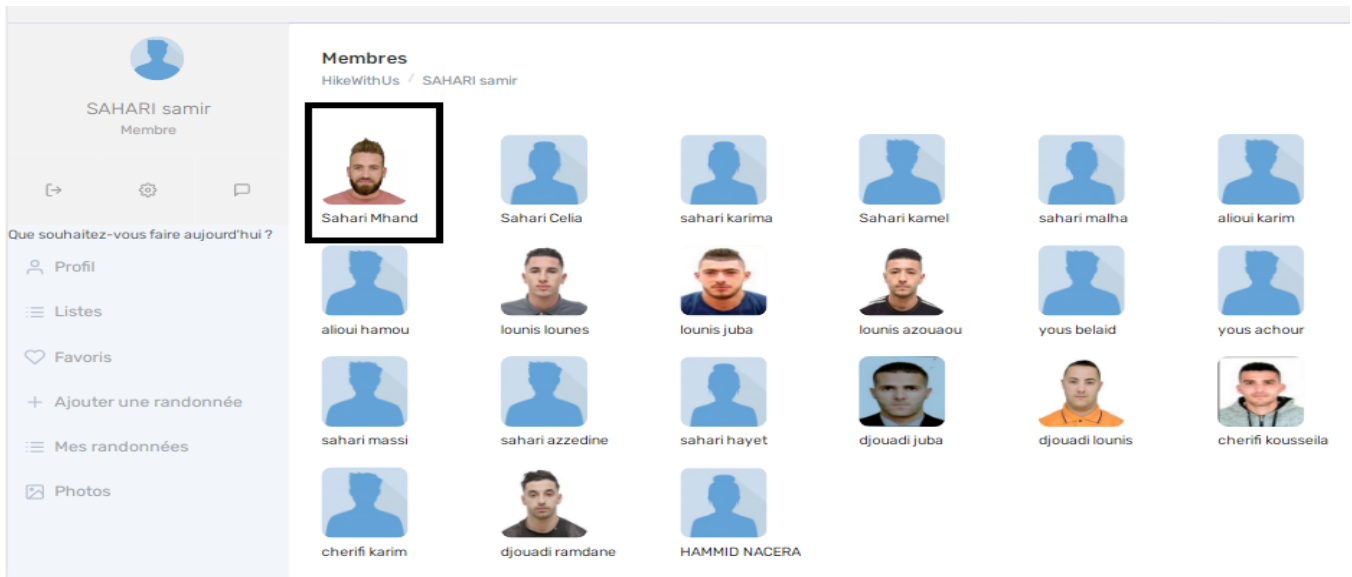 SAHARI samir
Membre
Que souhaitez-vous faire aujourd'hui ?
Profil
Listes
Favoris
Ajouter une randonnée
Mes randonnées
Photos
Membres
HikeWithUs / SAHARI samir
Sahari Mhand Sahari Celia sahari karima Sahari kamel sahari malha alioui karim
alioui hamou lounis lounes lounis juba lounis azouaou yous belaid yous achour
sahari massi sahari azzedine sahari hayet djouadi juba djouadi lounis cherifi kousseila
cherifi karim djouadi ramdane HAMMID NACERA